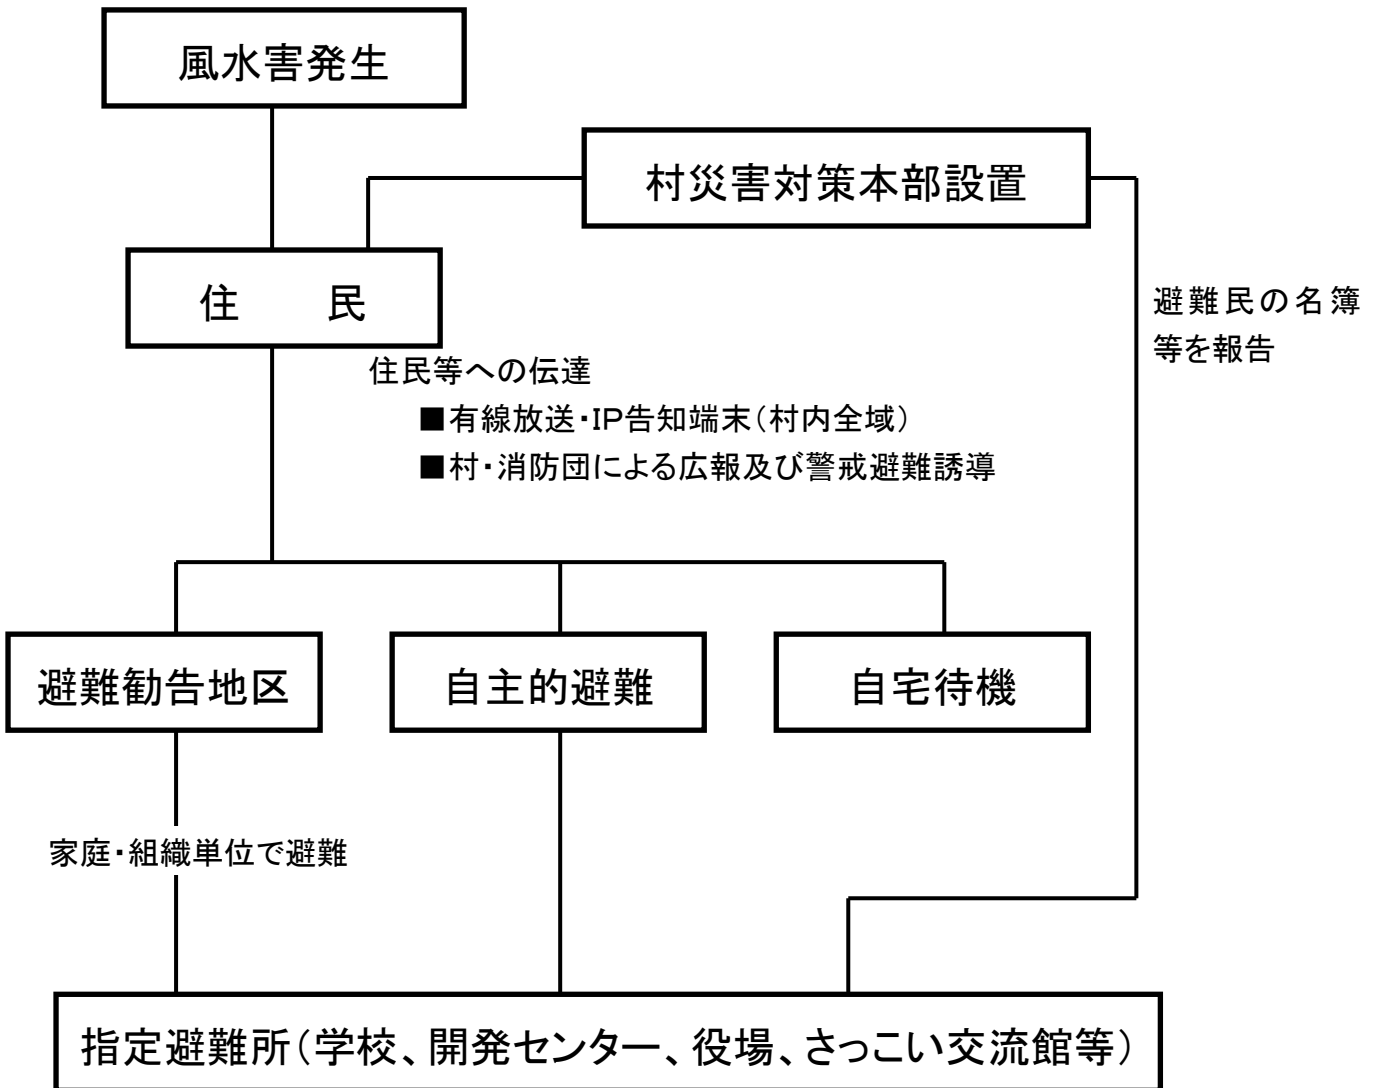 風水害発生
村災害対策本部設置
住　　民
避難民の名簿
等を報告
住民等への伝達
■有線放送・IP告知端末（村内全域）
■村・消防団による広報及び警戒避難誘導
避難勧告地区
自主的避難
自宅待機
家庭・組織単位で避難
指定避難所（学校、開発センター、役場、さっこい交流館等）